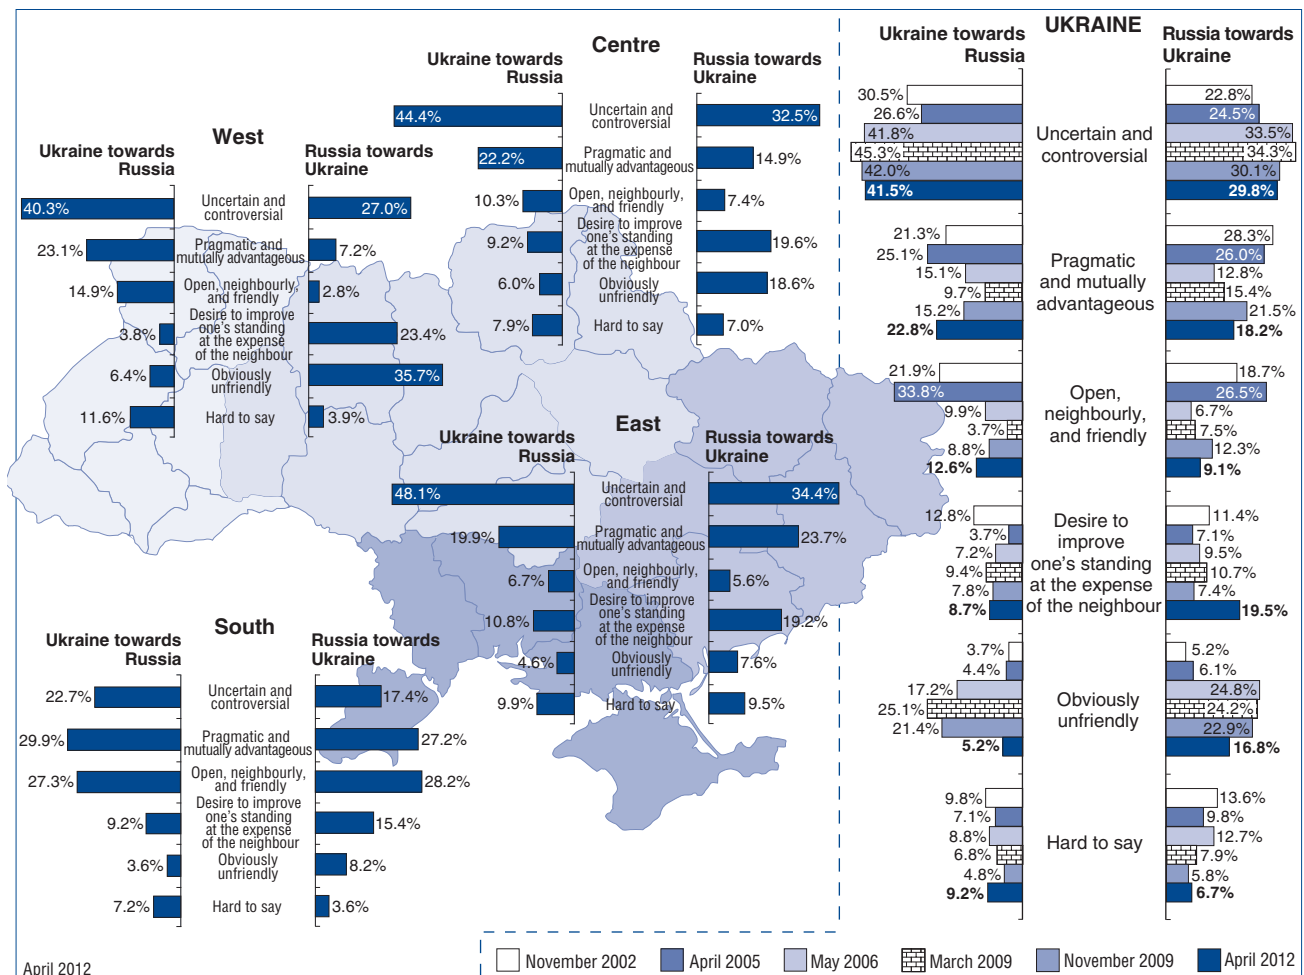 Centre
Ukraine towards
Russia
Russia towards
Ukraine
44.4%
Uncertain and
controversial
32.5%
22.2%
Pragmatic and
mutually advantageous
14.9%
10.3%
Open, neighbourly,
and friendly
7.4%
9.2%
Desire to improve
one's standing
at the expense
of the neighbour
19.6%
6.0%
Obviously
unfriendly
18.6%
7.9%
Hard to say
7.0%
West
Ukraine towards
Russia
Russia towards
Ukraine
40.3%
Uncertain and
controversial
27.0%
23.1%
Pragmatic and
mutually advantageous
7.2%
14.9%
Open, neighbourly,
and friendly
2.8%
3.8%
Desire to improve
one's standing
at the expense
of the neighbour
23.4%
6.4%
Obviously
unfriendly
35.7%
11.6%
Hard to say
3.9%
East
Ukraine towards
Russia
Russia towards
Ukraine
48.1%
Uncertain and
controversial
34.4%
19.9%
Pragmatic and
mutually advantageous
23.7%
6.7%
Open, neighbourly,
and friendly
5.6%
10.8%
Desire to improve
one's standing
at the expense
of the neighbour
19.2%
4.6%
Obviously
unfriendly
7.6%
9.9%
Hard to say
9.5%
South
Ukraine towards
Russia
Russia towards
Ukraine
22.7%
Uncertain and
controversial
17.4%
29.9%
Pragmatic and
mutually advantageous
27.2%
27.3%
Open, neighbourly,
and friendly
28.2%
9.2%
Desire to improve
one's standing
at the expense
of the neighbour
15.4%
3.6%
Obviously
unfriendly
8.2%
7.2%
Hard to say
3.6%
UKRAINE
Ukraine towards
Russia
Russia towards
Ukraine
30.5%
26.6%
41.8%
45.3%
42.0%
41.5%
Uncertain and
controversial
22.8%
24.5%
33.5%
34.3%
30.1%
29.8%
21.3%
25.1%
15.1%
9.7%
15.2%
22.8%
Pragmatic
and mutually
advantageous
28.3%
26.0%
12.8%
15.4%
21.5%
18.2%
21.9%
33.8%
9.9%
3.7%
8.8%
12.6%
Open,
neighbourly,
and friendly
18.7%
26.5%
6.7%
7.5%
12.3%
9.1%
12.8%
3.7%
7.2%
9.4%
7.8%
8.7%
Desire to
improve
one's standing
at the expense
of the neighbour
11.4%
7.1%
9.5%
10.7%
7.4%
19.5%
3.7%
4.4%
17.2%
25.1%
21.4%
5.2%
Obviously
unfriendly
5.2%
6.1%
24.8%
24.2%
22.9%
16.8%
9.8%
7.1%
8.8%
6.8%
4.8%
9.2%
Hard to say
13.6%
9.8%
12.7%
7.9%
5.8%
6.7%
April 2012
November 2002
April 2005
May 2006
March 2009
November 2009
April 2012